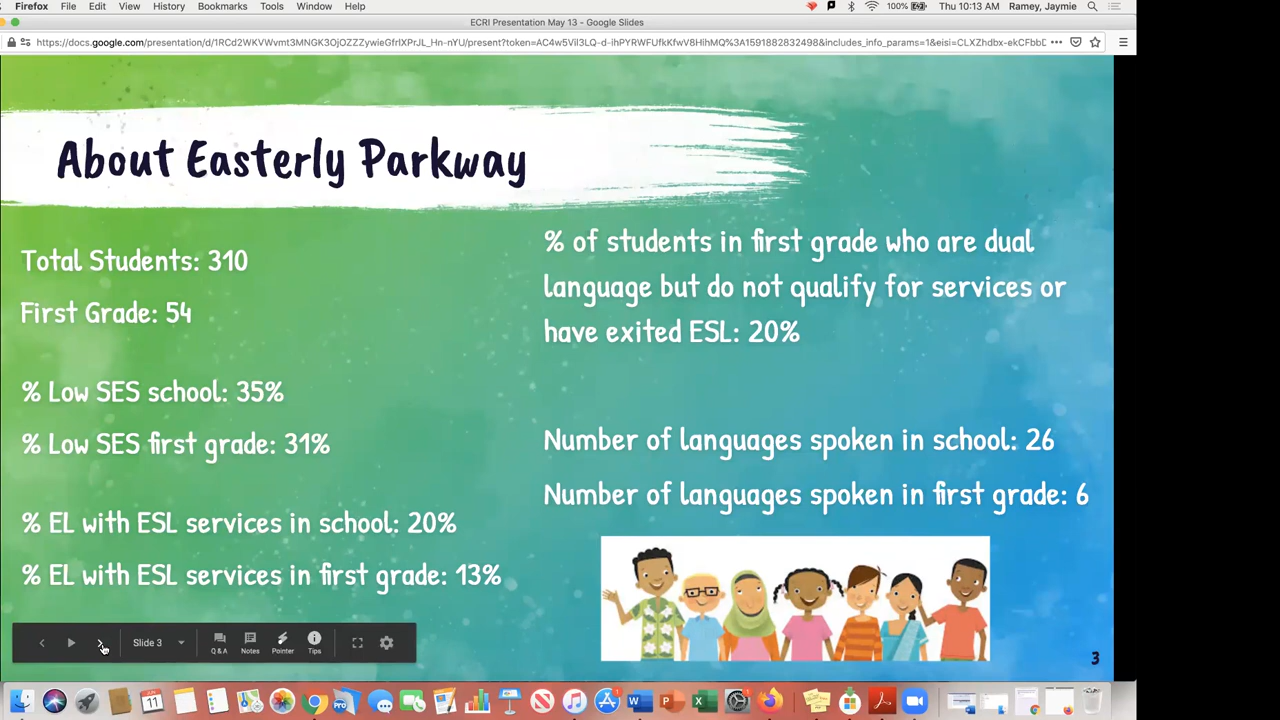 Firefox File Edit View History Bookmarks Tools Window Help 100% Thu 10:13 AM Ramey, Jaymie
ECRI Presentation May 13 - Google Slides
About Easterly Parkway
Total Students: 310
First Grade: 54
% Low SES school: 35%
% Low SES first grade: 31%
% EL with ESL services in school: 20%
% EL with ESL services in first grade: 13%
% of students in first grade who are dual
language but do not qualify for services or
have exited ESL: 20%
Number of languages spoken in school: 26
Number of languages spoken in first grade: 6
Slide 3 Q & A Notes Pointer Tips
3
JUN
11
PRO
W P X